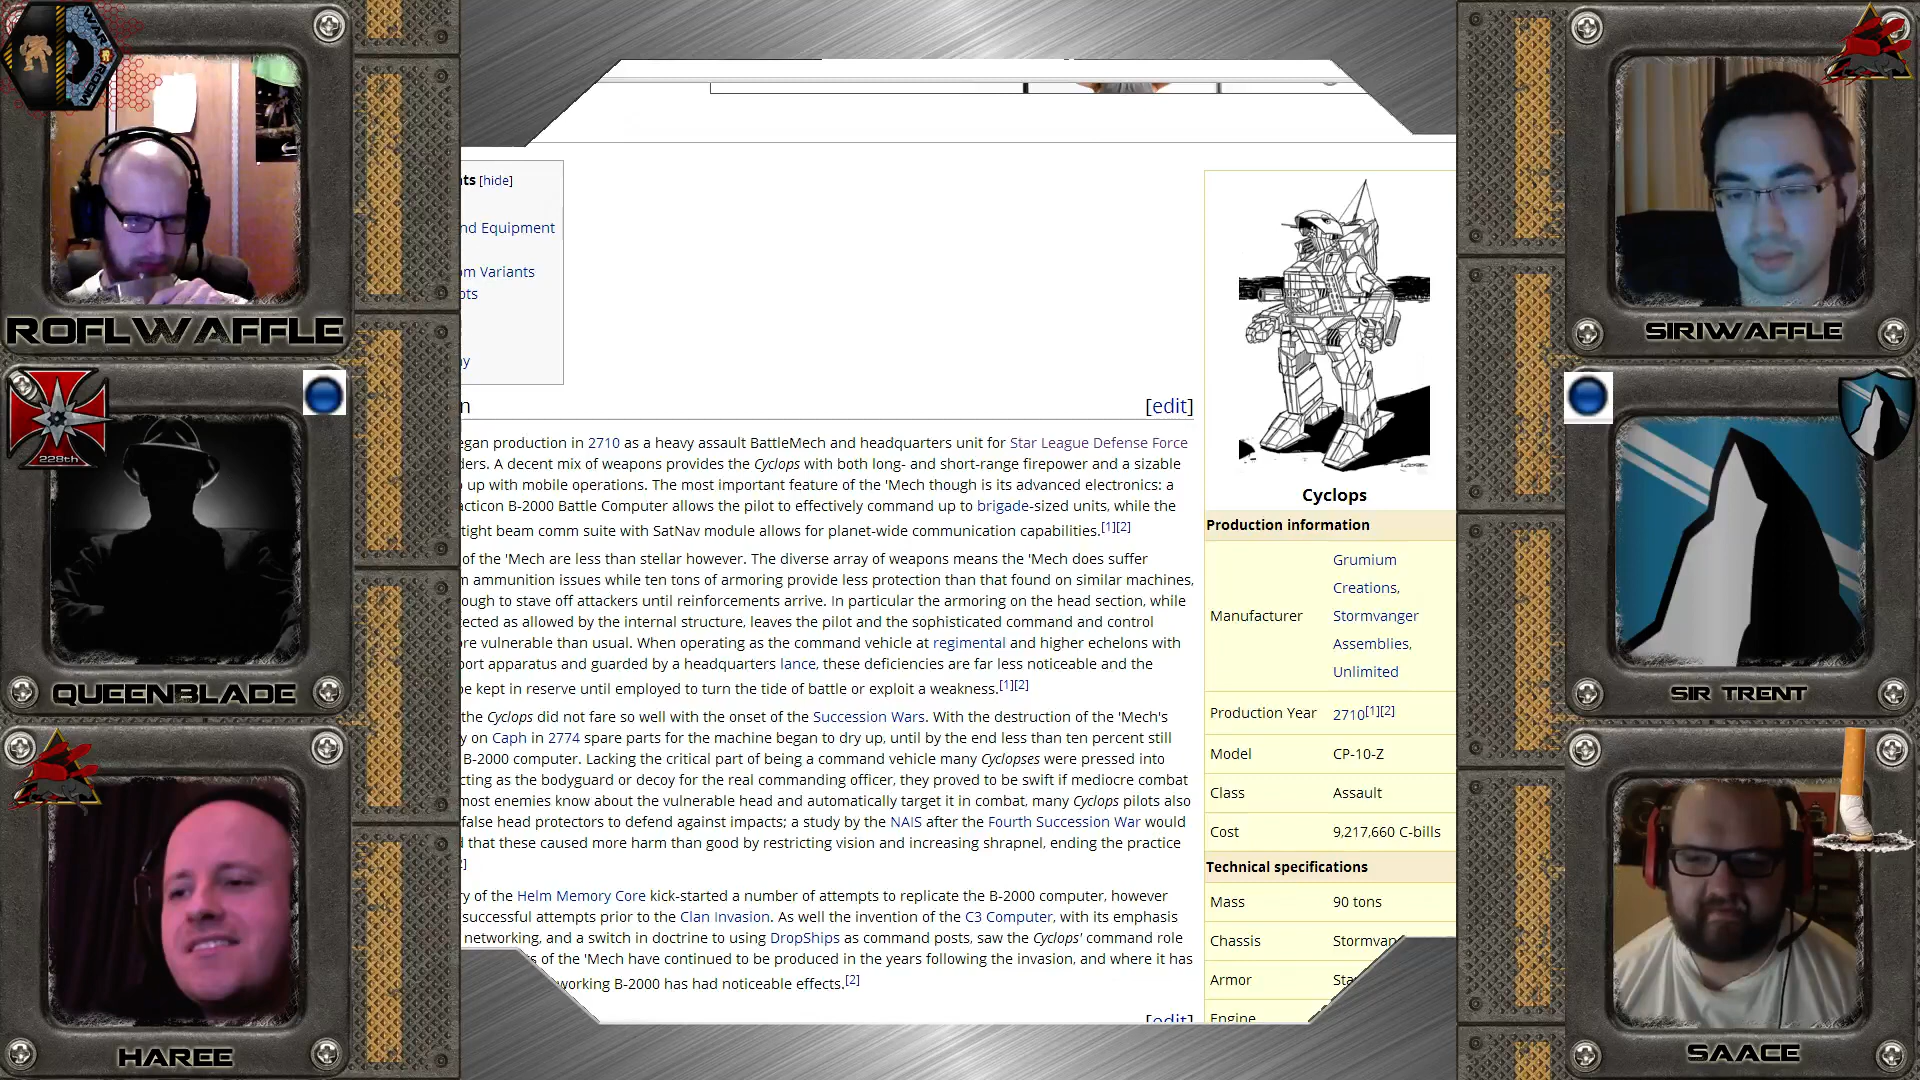 WAR ROOM
ROFLWAFFLE
228th
QUEENBLADE
HAREE
nts [hide]
nd Equipment
om Variants
ots
ny
n [edit]
egan production in 2710 as a heavy assault BattleMech and headquarters unit for Star League Defense Force
ders. A decent mix of weapons provides the Cyclops with both long- and short-range firepower and a sizable
up with mobile operations. The most important feature of the 'Mech though is its advanced electronics: a
acticon B-2000 Battle Computer allows the pilot to effectively command up to brigade-sized units, while the
tight beam comm suite with SatNav module allows for planet-wide communication capabilities.[1][2]
of the 'Mech are less than stellar however. The diverse array of weapons means the 'Mech does suffer
m ammunition issues while ten tons of armoring provide less protection than that found on similar machines,
ough to stave off attackers until reinforcements arrive. In particular the armoring on the head section, while
ected as allowed by the internal structure, leaves the pilot and the sophisticated command and control
ore vulnerable than usual. When operating as the command vehicle at regimental and higher echelons with
port apparatus and guarded by a headquarters lance, these deficiencies are far less noticeable and the
be kept in reserve until employed to turn the tide of battle or exploit a weakness.[1][2]
the Cyclops did not fare so well with the onset of the Succession Wars. With the destruction of the 'Mech's
y on Caph in 2774 spare parts for the machine began to dry up, until by the end less than ten percent still
B-2000 computer. Lacking the critical part of being a command vehicle many Cyclopses were pressed into
cting as the bodyguard or decoy for the real commanding officer, they proved to be swift if mediocre combat
most enemies know about the vulnerable head and automatically target it in combat, many Cyclops pilots also
false head protectors to defend against impacts; a study by the NAIS after the Fourth Succession War would
d that these caused more harm than good by restricting vision and increasing shrapnel, ending the practice
2]
ry of the Helm Memory Core kick-started a number of attempts to replicate the B-2000 computer, however
successful attempts prior to the Clan Invasion. As well the invention of the C3 Computer, with its emphasis
networking, and a switch in doctrine to using DropShips as command posts, saw the Cyclops' command role
s of the 'Mech have continued to be produced in the years following the invasion, and where it has
working B-2000 has had noticeable effects.[2]
[edit]
Cyclops
Production information
Manufacturer Grumium
Creations,
Stormvanger
Assemblies,
Unlimited
Production Year 2710[1][2]
Model CP-10-Z
Class Assault
Cost 9,217,660 C-bills
Technical specifications
Mass 90 tons
Chassis Stormvan
Armor Sta
Engine
SIRIWAFFLE
SIR TRENT
SAACE